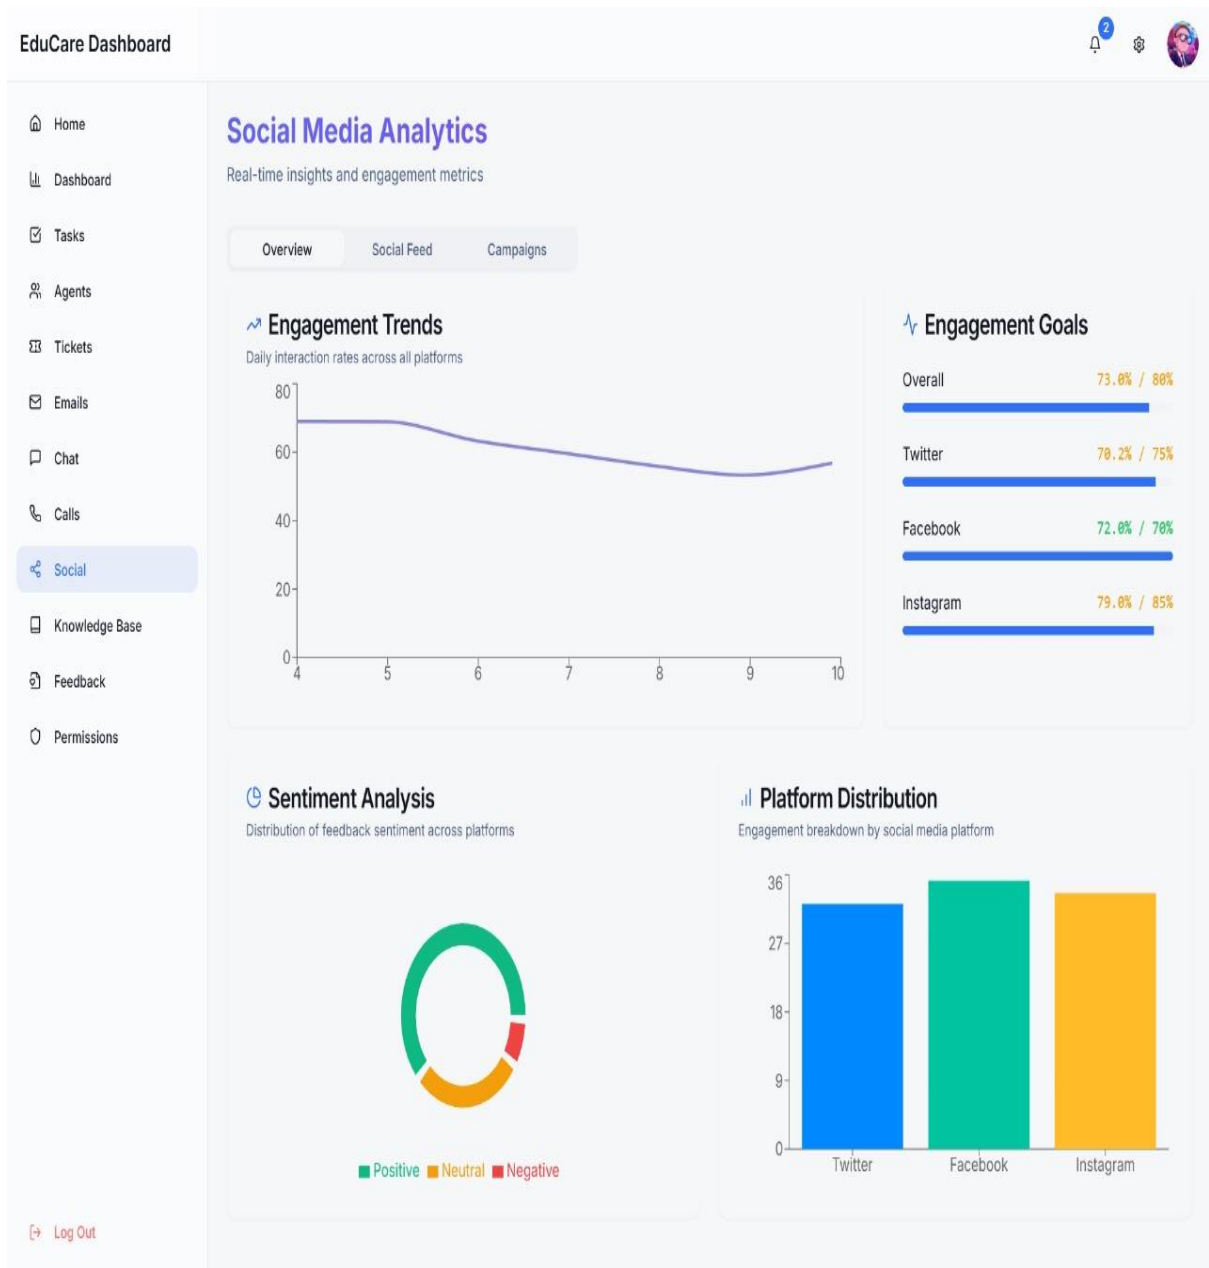 EduCare Dashboard
2
Home
Dashboard
Tasks
Agents
Tickets
Emails
Chat
Calls
Social
Knowledge Base
Feedback
Permissions
Log Out
Social Media Analytics
Real-time insights and engagement metrics
Overview Social Feed Campaigns
Engagement Trends
Daily interaction rates across all platforms
80
60
40
20
0
4 5 6 7 8 9 10
Engagement Goals
Overall 73.0% / 80%
Twitter 70.2% / 75%
Facebook 72.0% / 70%
Instagram 79.0% / 85%
Sentiment Analysis
Distribution of feedback sentiment across platforms
Positive Neutral Negative
Platform Distribution
Engagement breakdown by social media platform
36
27
18
9
0
Twitter Facebook Instagram